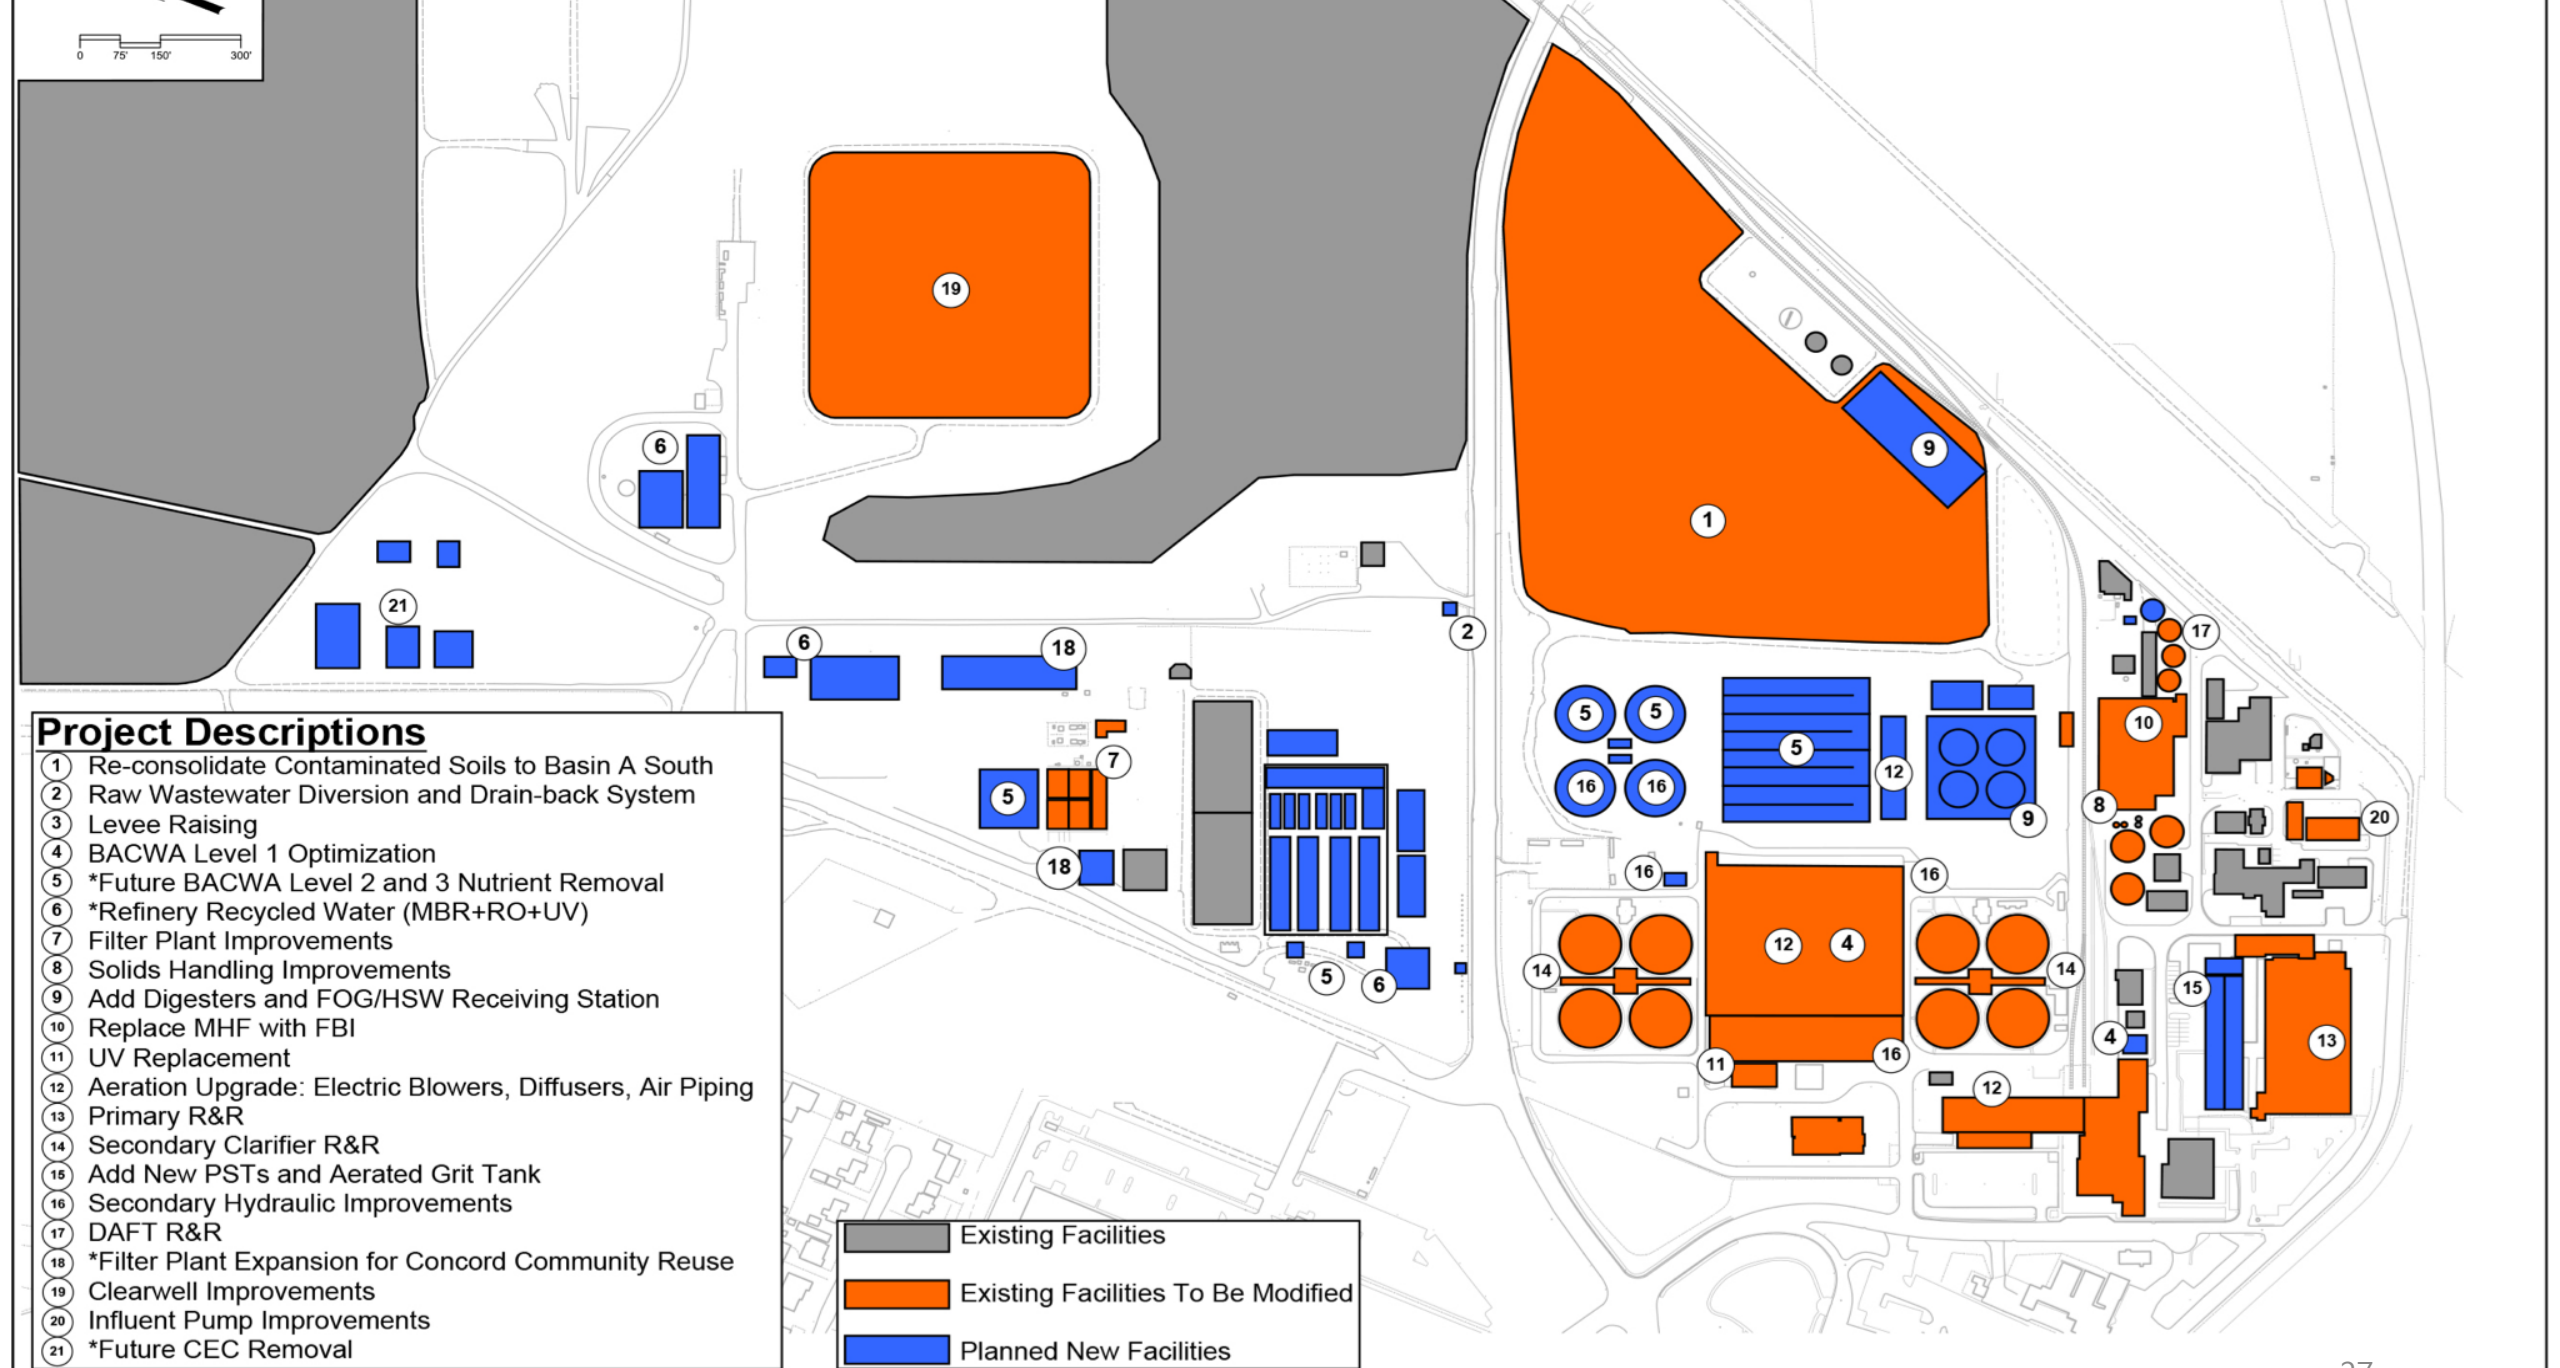 0 75' 150' 300'
19
6
9
1
21
6
18
2
17
5
5
5
12
10
7
5
16
16
9
8
8
20
18
16
16
12
4
14
14
15
5
6
4
13
11
16
12
Project Descriptions
1 Re-consolidate Contaminated Soils to Basin A South
2 Raw Wastewater Diversion and Drain-back System
3 Levee Raising
4 BACWA Level 1 Optimization
5 *Future BACWA Level 2 and 3 Nutrient Removal
6 *Refinery Recycled Water (MBR+RO+UV)
7 Filter Plant Improvements
8 Solids Handling Improvements
9 Add Digesters and FOG/HSW Receiving Station
10 Replace MHF with FBI
11 UV Replacement
12 Aeration Upgrade: Electric Blowers, Diffusers, Air Piping
13 Primary R&R
14 Secondary Clarifier R&R
15 Add New PSTs and Aerated Grit Tank
16 Secondary Hydraulic Improvements
17 DAFT R&R
18 *Filter Plant Expansion for Concord Community Reuse
19 Clearwell Improvements
20 Influent Pump Improvements
21 *Future CEC Removal
Existing Facilities
Existing Facilities To Be Modified
Planned New Facilities